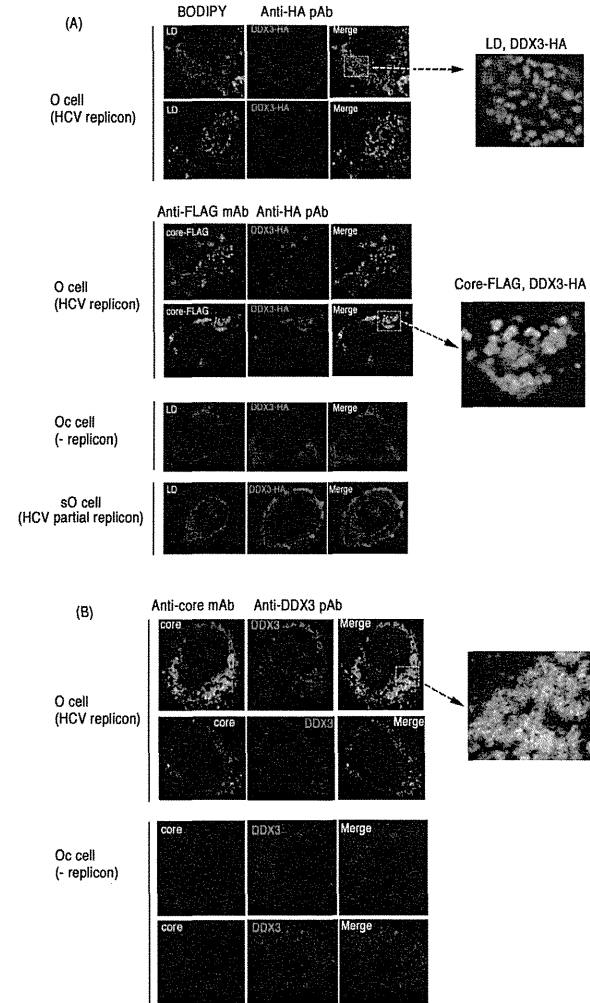 (A)
BODIPY Anti-HA pAb
LD DDX3-HA Merge
LD, DDX3-HA
O cell
(HCV replicon)
LD DDX3-HA Merge
Anti-FLAG mAb Anti-HA pAb
core-FLAG DDX3-HA Merge
O cell
(HCV replicon)
core-FLAG DDX3-HA Merge
Core-FLAG, DDX3-HA
LD DDX3-HA Merge
Oc cell
(- replicon)
LD DDX3-HA Merge
sO cell
(HCV partial replicon)
(B)
Anti-core mAb Anti-DDX3 pAb
core DDX3 Merge
O cell
(HCV replicon)
core DDX3 Merge
core DDX3 Merge
Oc cell
(- replicon)
core DDX3 Merge